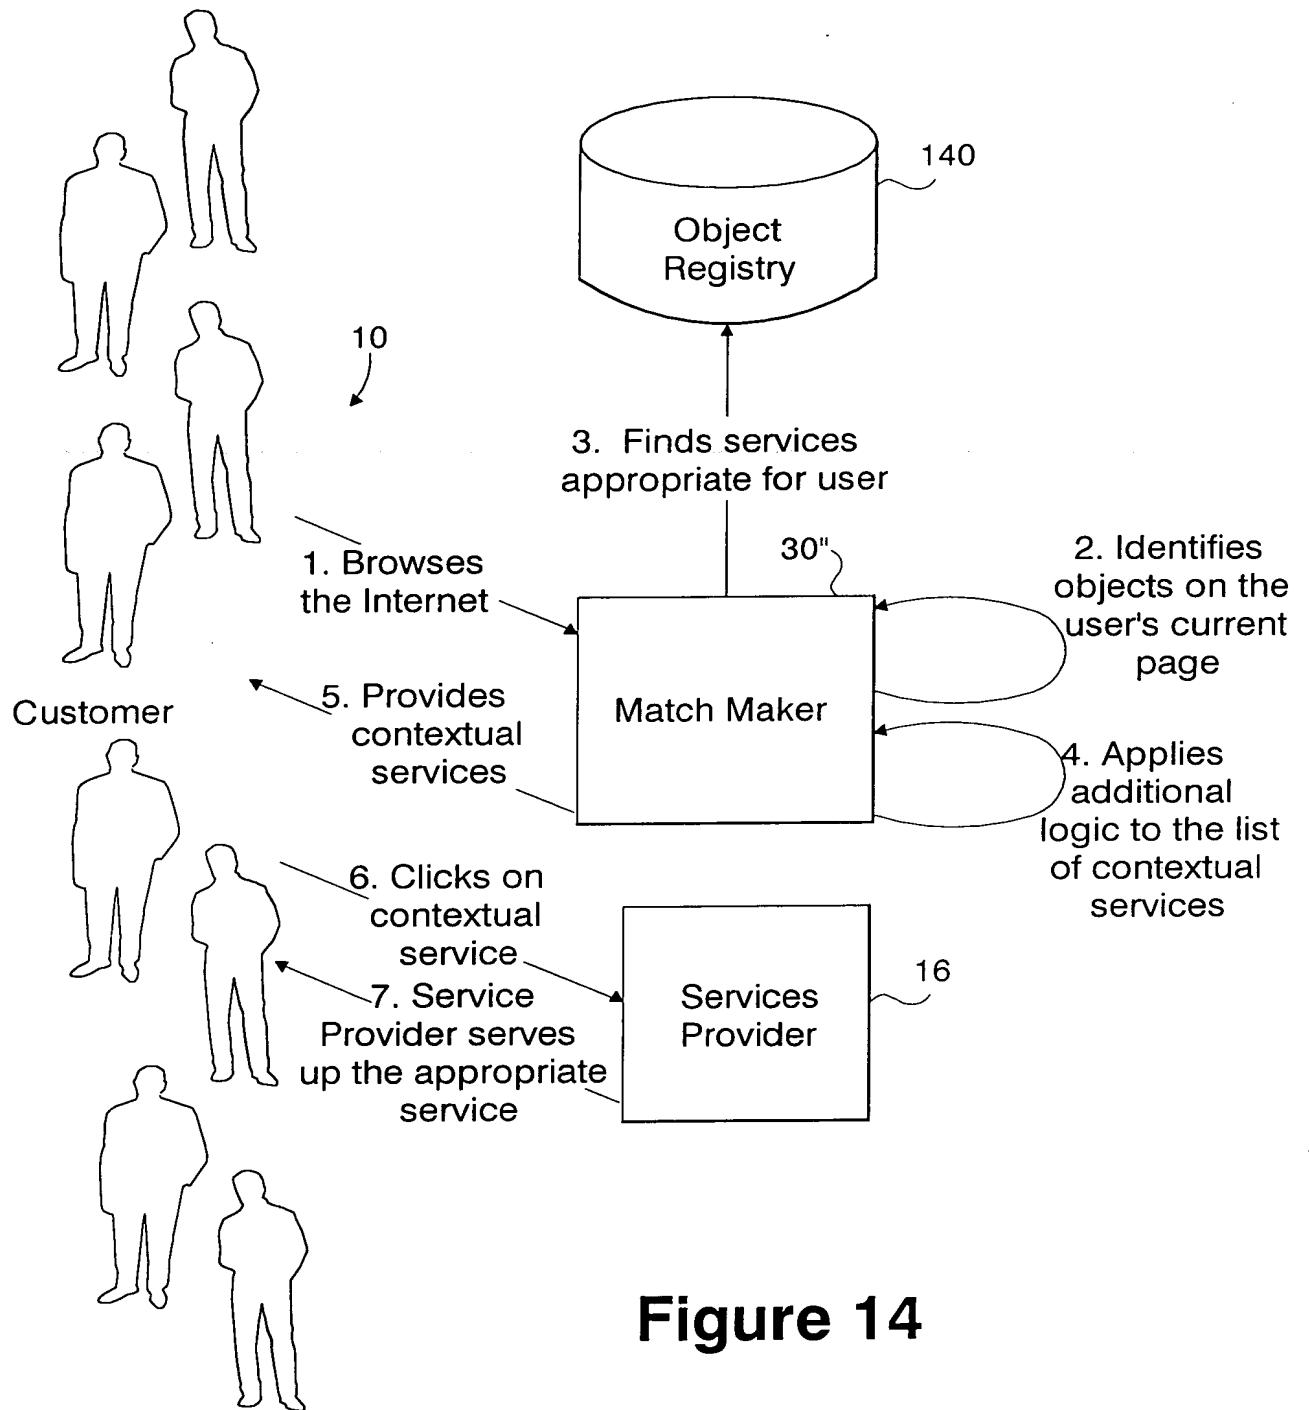 140
Object
Registry
10
3. Finds services
appropriate for user
30"
2. Identifies
objects on the
user's current
page
1. Browses
the Internet
Match Maker
5. Provides
contextual
services
Customer
4. Applies
additional
logic to the list
of contextual
services
6. Clicks on
contextual
service
16
Services
Provider
7. Service
Provider serves
up the appropriate
service
Figure 14